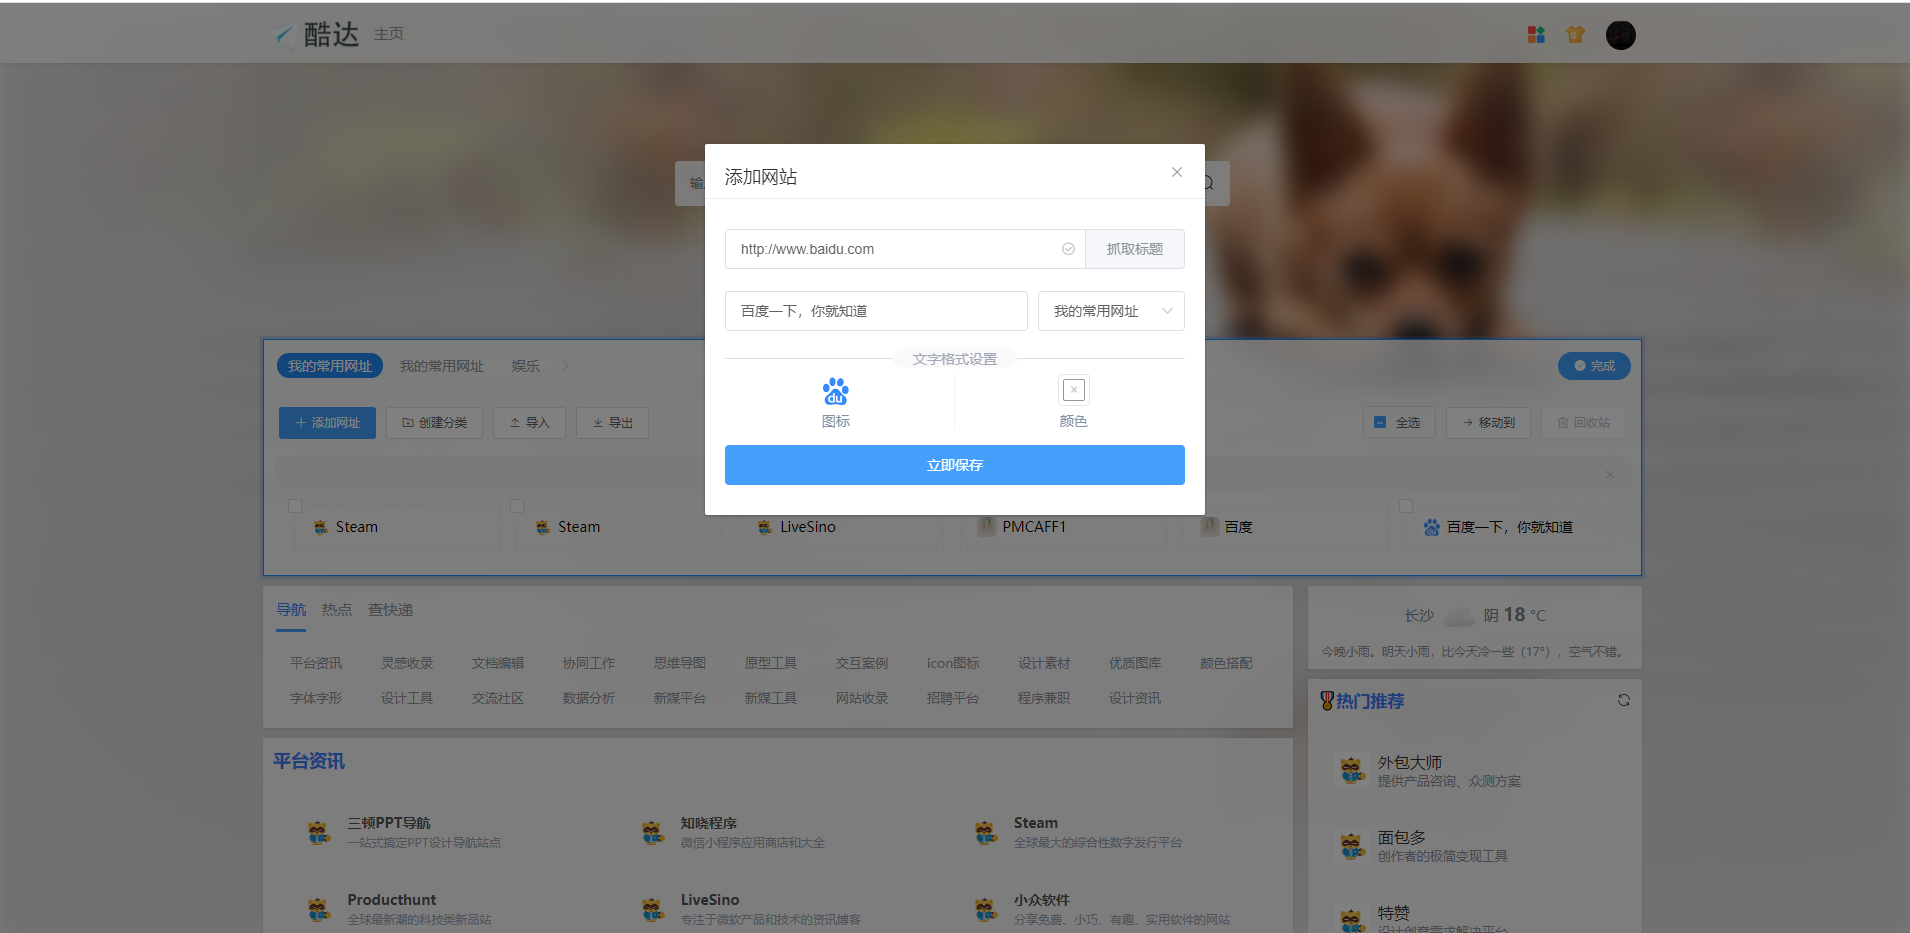 酷达 主页
输
添加网站
http://www.baidu.com 抓取标题
百度一下，你就知道 我的常用网址
文字格式设置
du
图标 颜色
立即保存
我的常用网址 我的常用网址 娱乐 完成
添加网址 创建分类 导入 导出 全选 移动到 回收站
Steam Steam LiveSino PMCAFF1 百度 百度一下，你就知道
导航 热点 查快递
平台资讯 灵感收录 文档编辑 协同工作 思维导图 原型工具 交互案例 icon图标 设计素材 优质图库 颜色搭配
字体字形 设计工具 交流社区 数据分析 新媒平台 新媒工具 网站收录 招聘平台 程序兼职 设计资讯
长沙 阴 18 °C
今晚小雨。明天小雨，比今天冷一些（17°），空气不错。
热门推荐
外包大师
提供产品咨询、众测方案
面包多
创作者的极简变现工具
特赞
设计创意需求解决平台
平台资讯
三顿PPT导航
一站式搞定PPT设计导航站点
知晓程序
微信小程序应用商店和大全
Steam
全球最大的综合性数字发行平台
Producthunt
全球最新潮的科技类新品站
LiveSino
专注于微软产品和技术的资讯博客
小众软件
分享免费、小巧、有趣、实用软件的网站